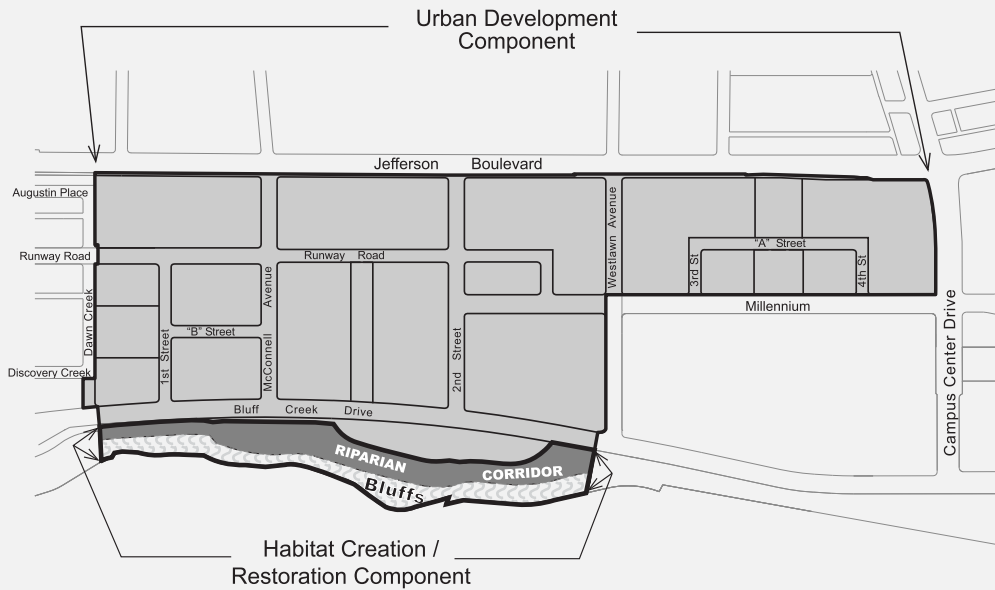 Urban Development
Component
Jefferson Boulevard
Augustin Place
Westlawn Avenue
"A" Street
Runway Road
Runway Road
3rd St
4th St
Millennium
Dawn Creek
Avenue
McConnell
"B" Street
1st Street
2nd Street
Discovery Creek
Campus Center Drive
Bluff Creek Drive
RIPARIAN CORRIDOR
Bluffs
Habitat Creation /
Restoration Component